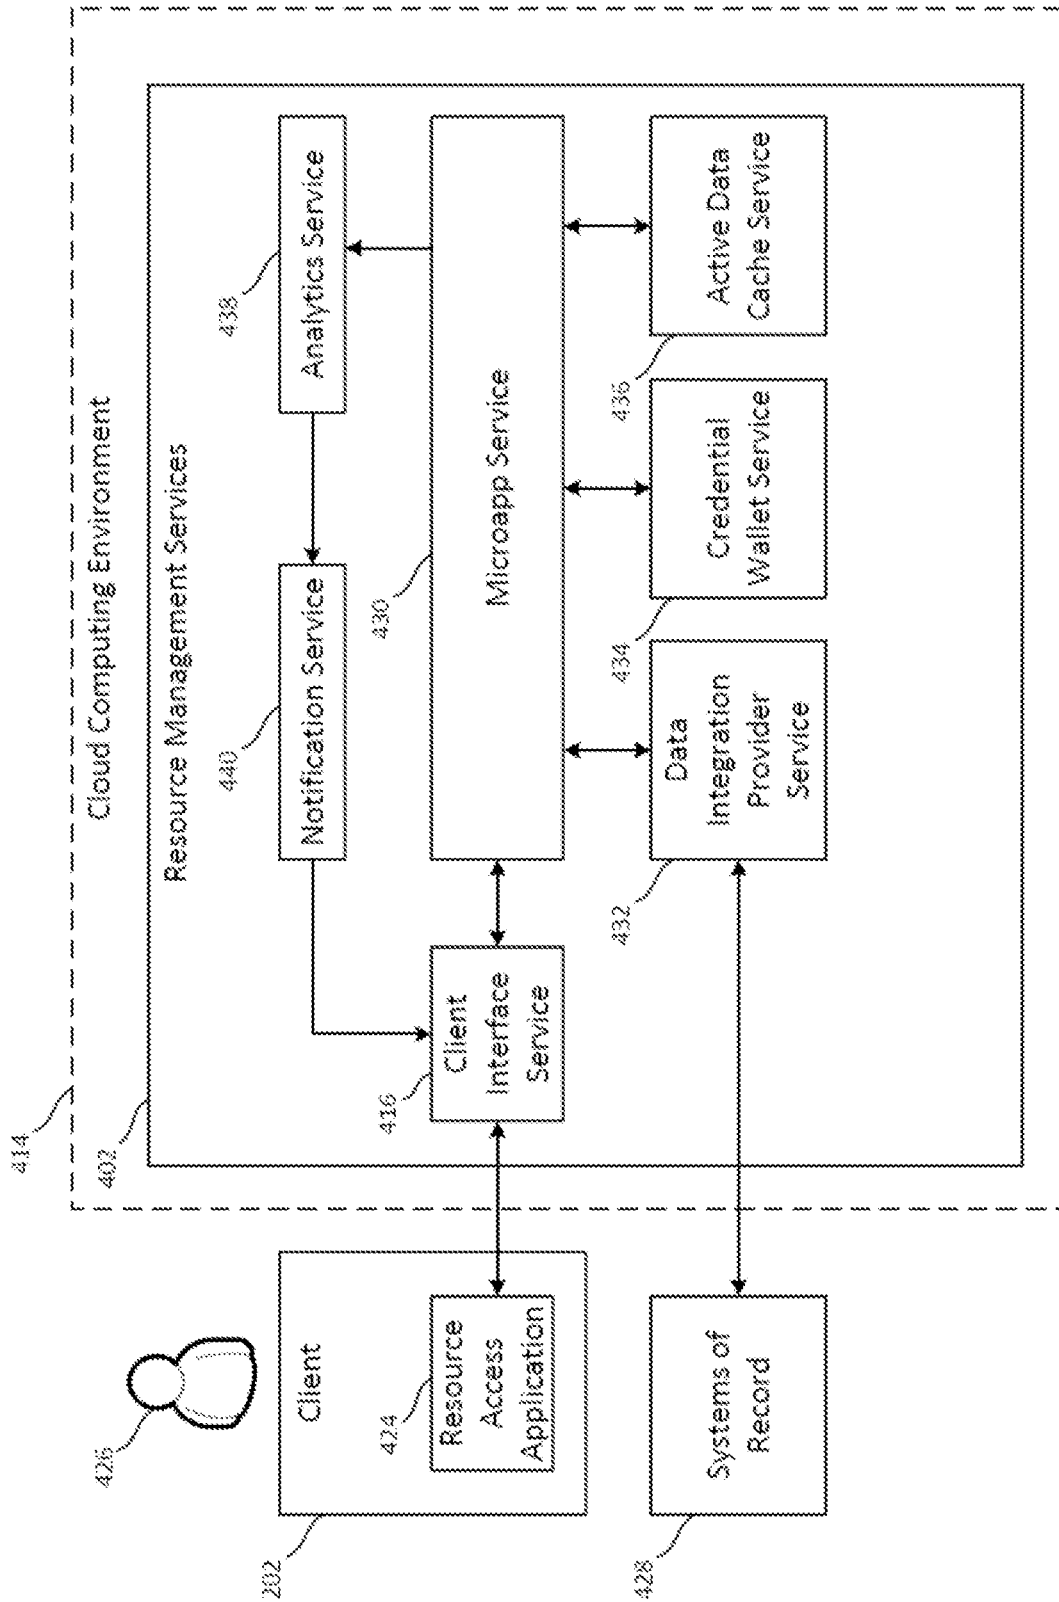 414
Cloud Computing Environment
402
Resource Management Services
426
202
Client
440
Notification Service
438
Analytics Service
424
Resource
Access
Application
416
Client
Interface
Service
430
Microapp Service
428
Systems of
Record
432
Data
Integration
Provider
Service
434
Credential
Wallet Service
436
Active Data
Cache Service